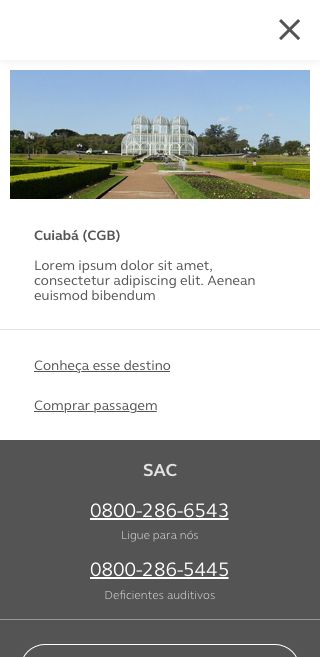 Cuiabá (CGB)
Lorem ipsum dolor sit amet,
consectetur adipiscing elit. Aenean
euismod bibendum
Conheça esse destino
Comprar passagem
SAC
0800-286-6543
Ligue para nós
0800-286-5445
Deficientes auditivos